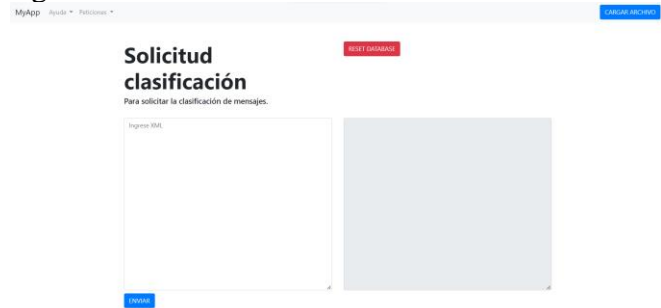 MyApp Ayuda Peticiones CARGAR ARCHIVO
Solicitud
clasificación
RESET DATABASE
Para solicitar la clasificación de mensajes.
Ingrese XML
ENVIAR